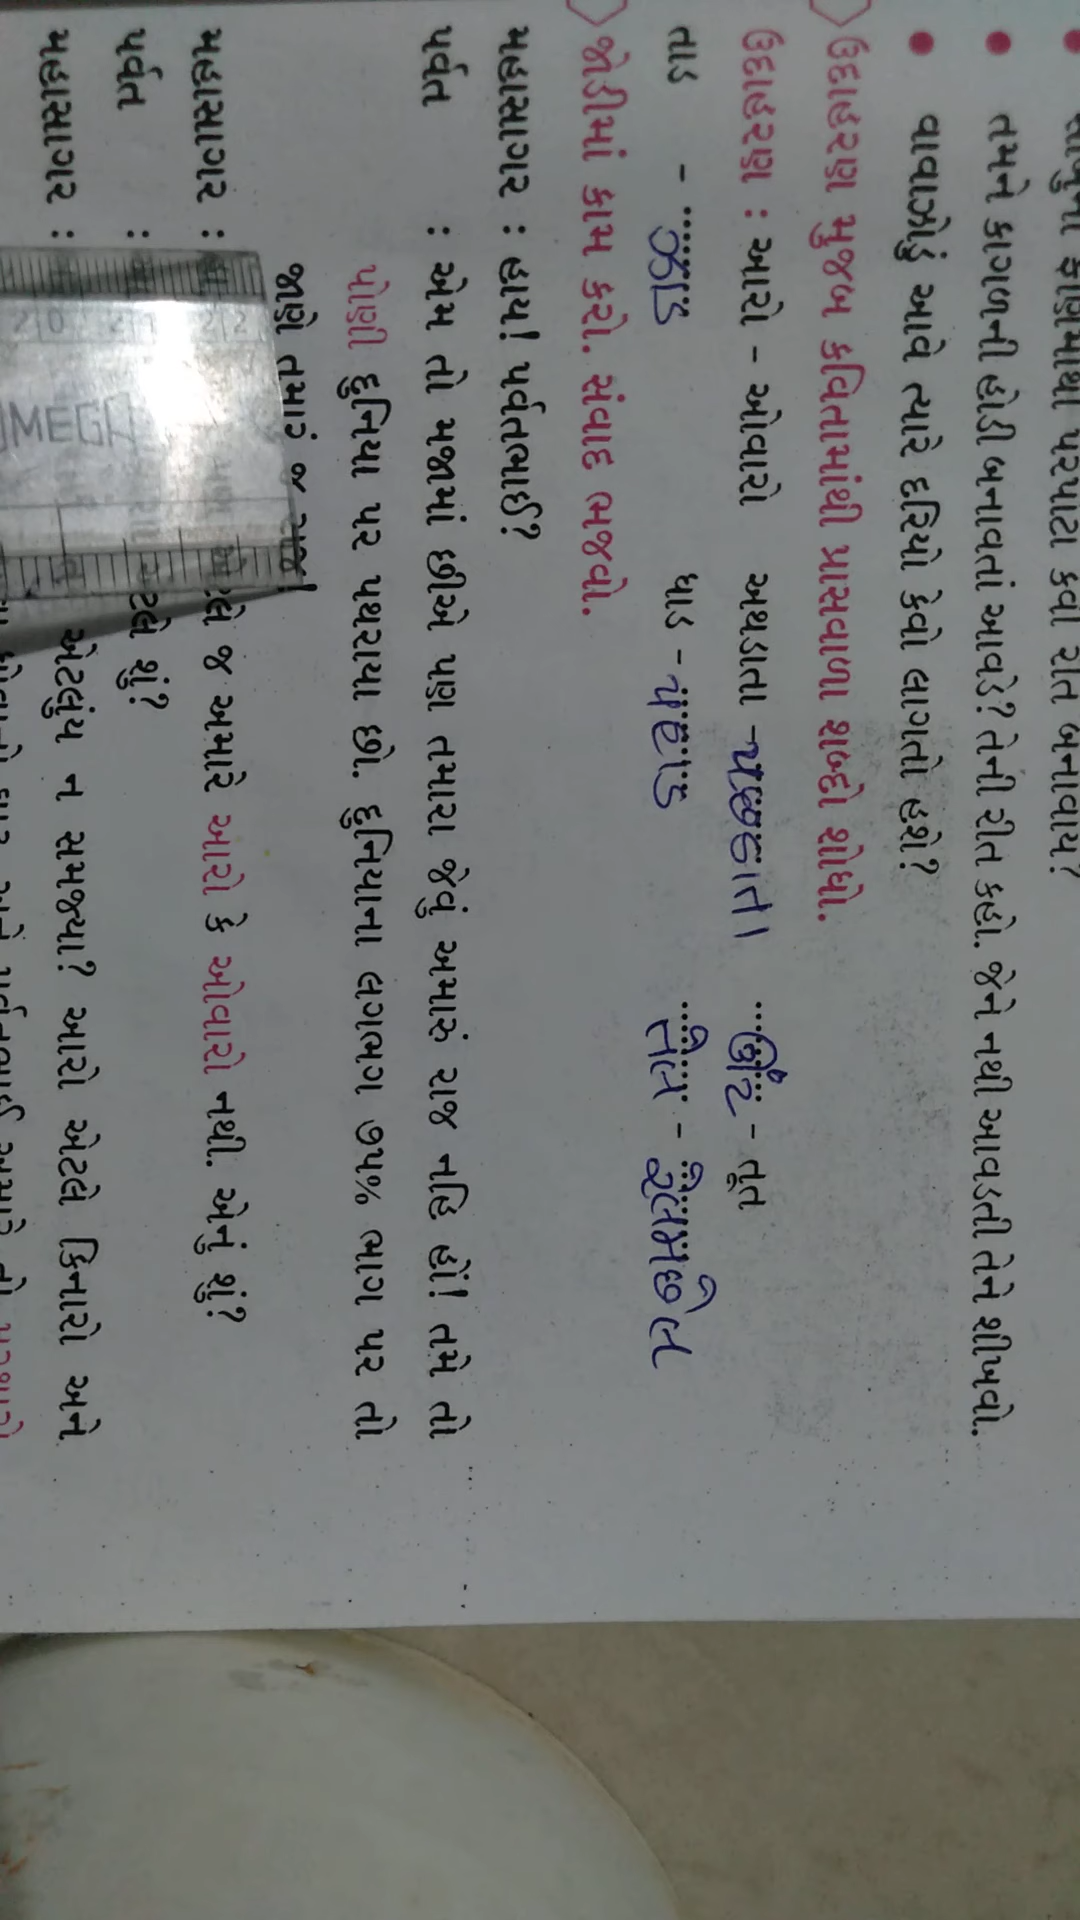 તમને કાગળની હોડી બનાવતાં આવડે? તેની રીત કહો. જેને નથી આવડતી તેને શીખવો.
વાવાઝોડું આવે ત્યારે દરિયો કેવો લાગતો હશે?
ઉદાહરણ મુજબ કવિતામાંથી પ્રાસવાળા શબ્દો શોધો.
ઉદાહરણ : આરો - ઓવારો અથડાતા - પછડાતા ઊંટ - તૂત
તાડ - ઝાડ ધાડ - પહાડ તેલ - રેલમછેલ
જોડીમાં કામ કરો. સંવાદ ભજવો.
મહાસાગર : હાય! પર્વતભાઈ?
પર્વત : એમ તો મજામાં છીએ પણ તમારા જેવું અમારું રાજ નહિ હોં! તમે તો
પોણી દુનિયા પર પથરાયા છો. દુનિયાના લગભગ ૭૫% ભાગ પર તો
જાણે તમારું જ રાજ!
મહાસાગર : જ અમારે આરો કે ઓવારો નથી. એનું શું?
પર્વત : શું?
મહાસાગર : એટલુંય ન સમજ્યા? આરો એટલે કિનારો અને
MEGA